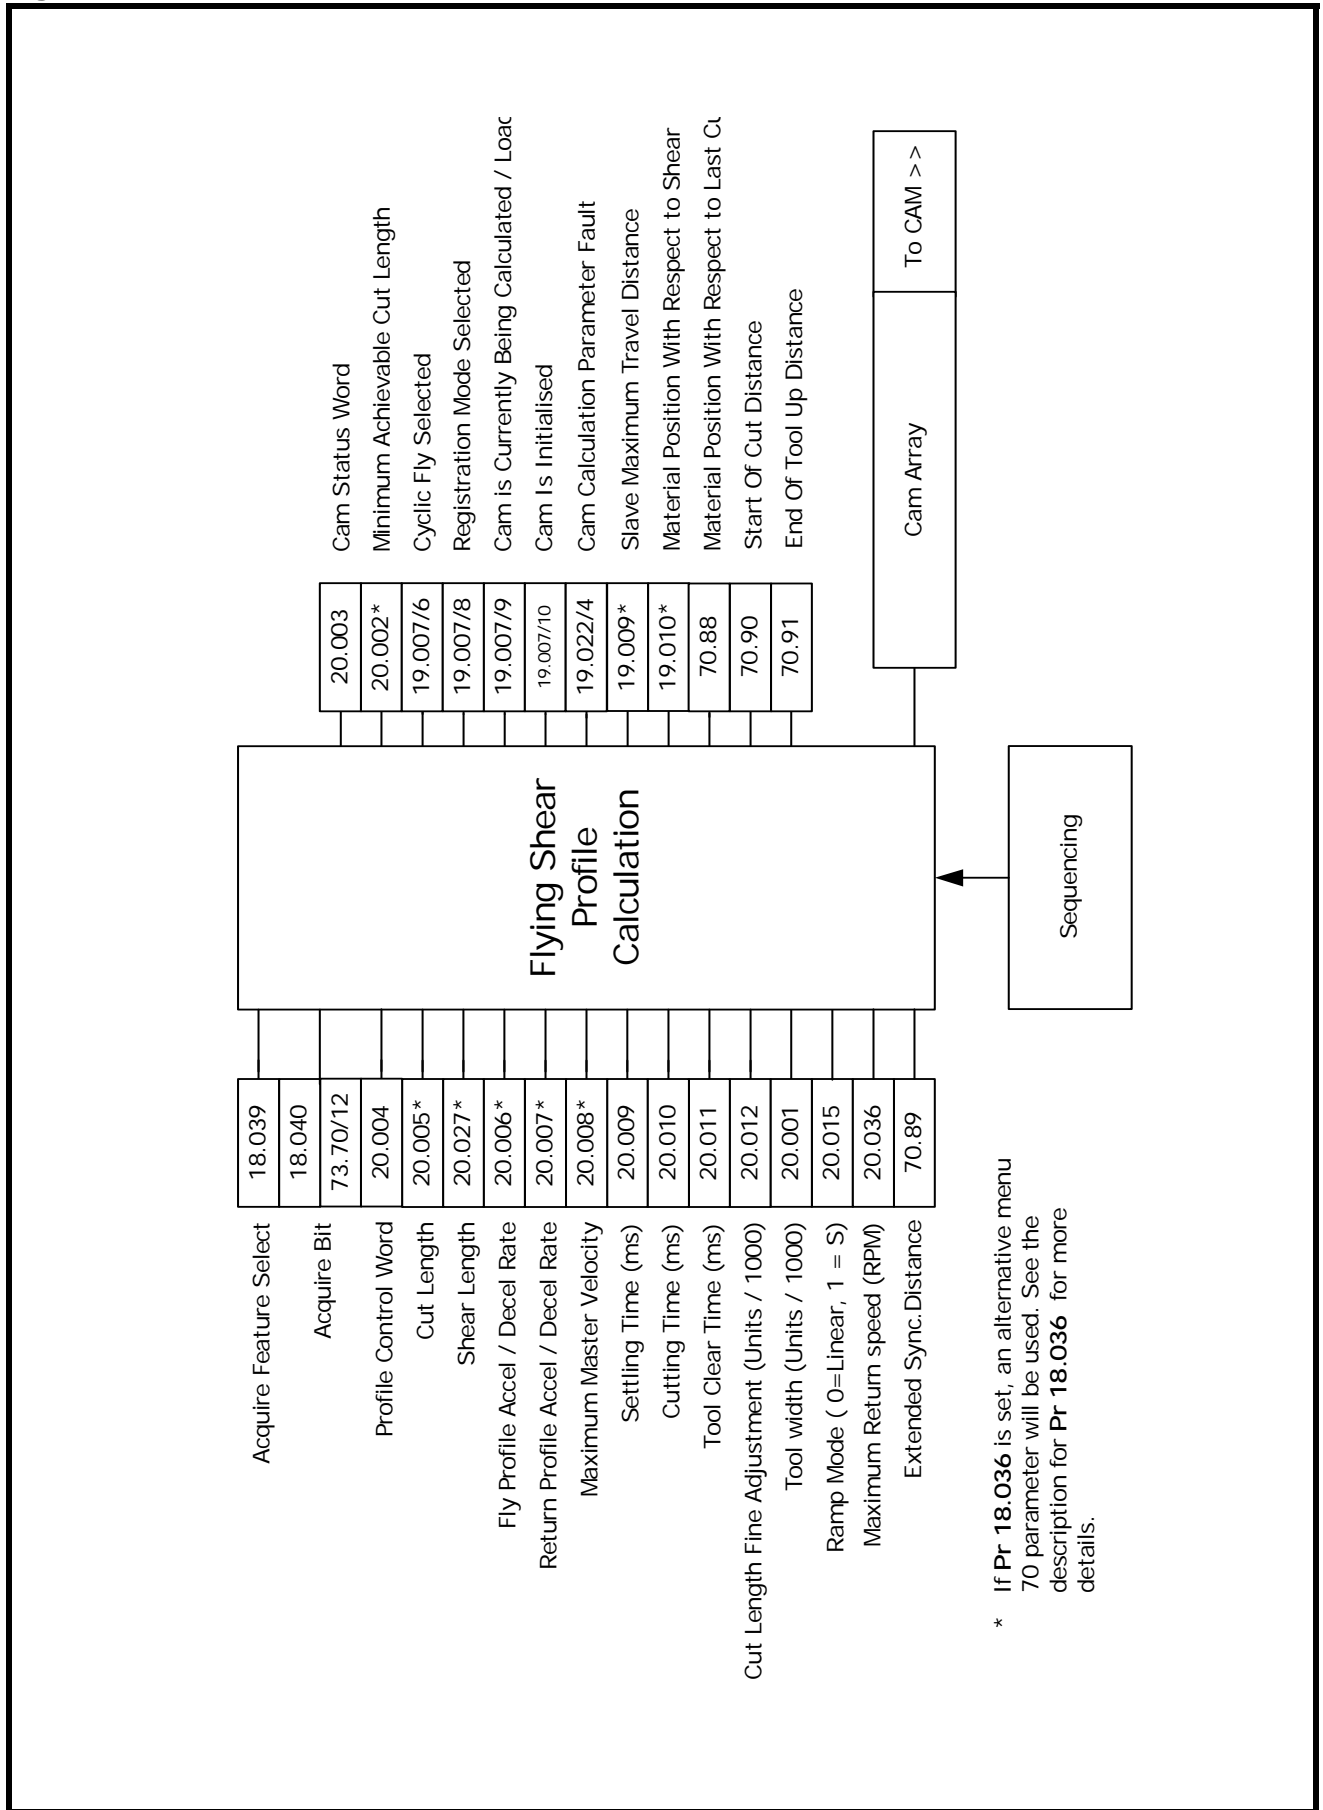 Acquire Feature Select
18.039
18.040
Acquire Bit
73.70/12
Profile Control Word
20.004
Cut Length
20.005*
Shear Length
20.027*
Fly Profile Accel / Decel Rate
20.006*
Return Profile Accel / Decel Rate
20.007*
Maximum Master Velocity
20.008*
Settling Time (ms)
20.009
Cutting Time (ms)
20.010
Tool Clear Time (ms)
20.011
Cut Length Fine Adjustment (Units / 1000)
20.012
Tool width (Units / 1000)
20.001
Ramp Mode ( 0=Linear, 1 = S)
20.015
Maximum Return speed (RPM)
20.036
Extended Sync.Distance
70.89
Flying Shear
Profile
Calculation
20.003
Cam Status Word
20.002*
Minimum Achievable Cut Length
19.007/6
Cyclic Fly Selected
19.007/8
Registration Mode Selected
19.007/9
Cam is Currently Being Calculated / Loac
19.007/10
Cam Is Initialised
19.022/4
Cam Calculation Parameter Fault
19.009*
Slave Maximum Travel Distance
19.010*
Material Position With Respect to Shear
70.88
Material Position With Respect to Last Cu
70.90
Start Of Cut Distance
70.91
End Of Tool Up Distance
Cam Array
To CAM >>
Sequencing
* If Pr 18.036 is set, an alternative menu
70 parameter will be used. See the
description for Pr 18.036 for more
details.